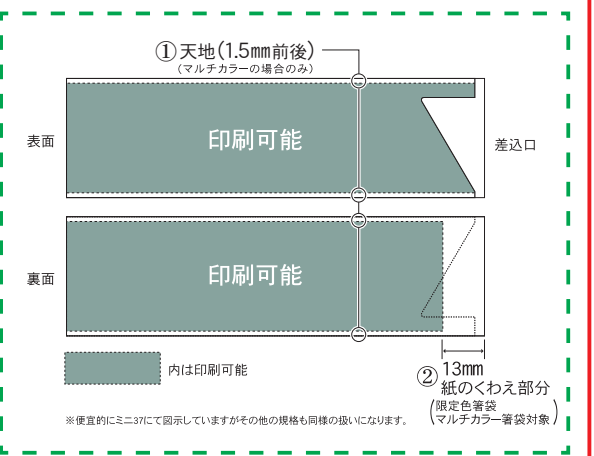 ①天地(1.5mm前後)
(マルチカラーの場合のみ)
表面
印刷可能
差込口
裏面
印刷可能
内は印刷可能
②13mm
紙のくわえ部分
(限定色箸袋
マルチカラー箸袋対象)
※便宜的にミニ37にて図示していますがその他の規格も同様の扱いになります。